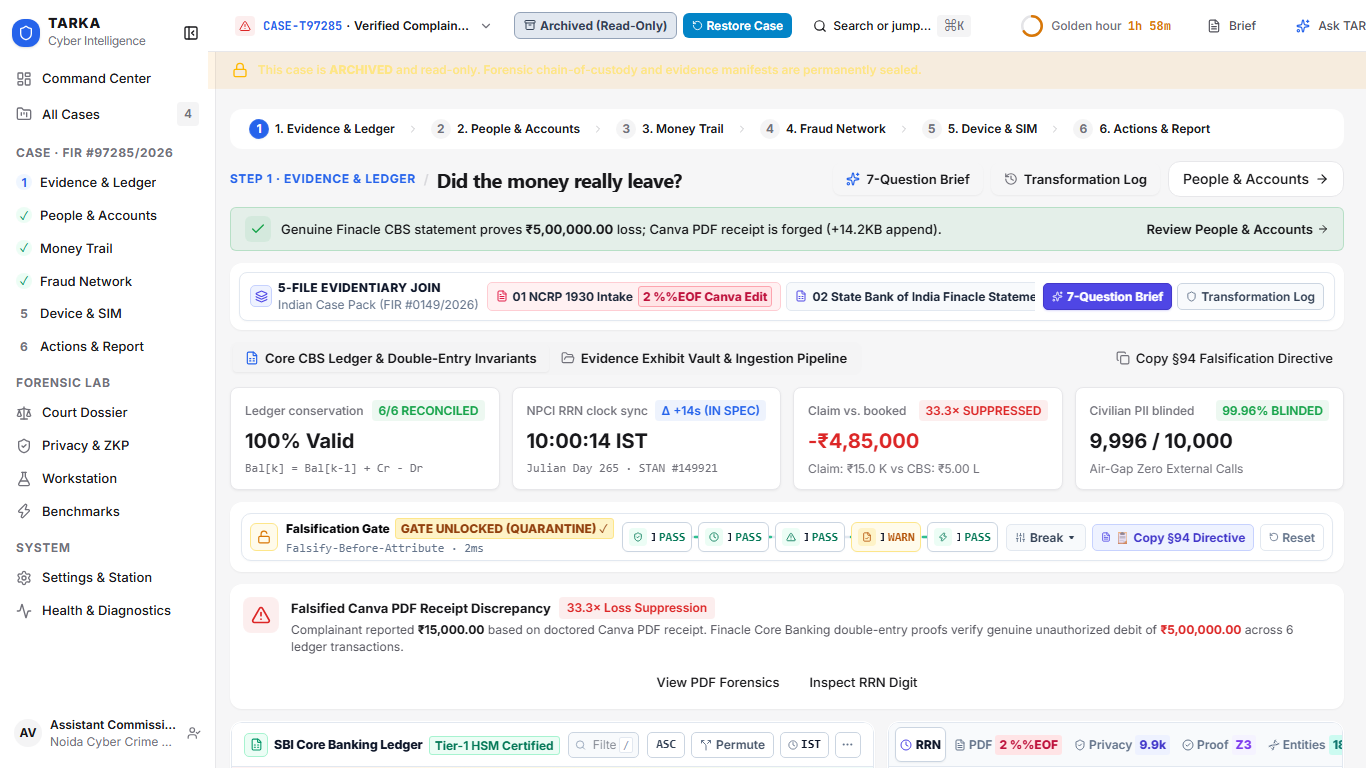 TARKA
Cyber Intelligence
CASE-T97285 · Verified Complain...
Archived (Read-Only)
Restore Case
Search or jump...
⌘K
Golden hour 1h 58m
Brief
Ask TAR
This case is ARCHIVED and read-only. Forensic chain-of-custody and evidence manifests are permanently sealed.
Command Center
All Cases
4
CASE · FIR #97285/2026
1 Evidence & Ledger
✓ People & Accounts
✓ Money Trail
✓ Fraud Network
5 Device & SIM
6 Actions & Report
FORENSIC LAB
Court Dossier
Privacy & ZKP
Workstation
Benchmarks
SYSTEM
Settings & Station
Health & Diagnostics
AV
Assistant Commissi...
Noida Cyber Crime ...
1 1. Evidence & Ledger
2 2. People & Accounts
3 3. Money Trail
4 4. Fraud Network
5 5. Device & SIM
6 6. Actions & Report
STEP 1 · EVIDENCE & LEDGER / Did the money really leave?
7-Question Brief
Transformation Log
People & Accounts →
Genuine Finacle CBS statement proves ₹5,00,000.00 loss; Canva PDF receipt is forged (+14.2KB append).
Review People & Accounts →
5-FILE EVIDENTIARY JOIN
Indian Case Pack (FIR #0149/2026)
01 NCRP 1930 Intake 2 %%EOF Canva Edit
02 State Bank of India Finacle Stateme
7-Question Brief
Transformation Log
Core CBS Ledger & Double-Entry Invariants
Evidence Exhibit Vault & Ingestion Pipeline
Copy §94 Falsification Directive
Ledger conservation 6/6 RECONCILED
100% Valid
Bal[k] = Bal[k-1] + Cr - Dr
NPCI RRN clock sync Δ +14s (IN SPEC)
10:00:14 IST
Julian Day 265 · STAN #149921
Claim vs. booked 33.3× SUPPRESSED
-₹4,85,000
Claim: ₹15.0 K vs CBS: ₹5.00 L
Civilian PII blinded 99.96% BLINDED
9,996 / 10,000
Air-Gap Zero External Calls
Falsification Gate GATE UNLOCKED (QUARANTINE) ✓
Falsify-Before-Attribute · 2ms
PASS
PASS
PASS
WARN
PASS
Break
Copy §94 Directive
Reset
Falsified Canva PDF Receipt Discrepancy 33.3× Loss Suppression
Complainant reported ₹15,000.00 based on doctored Canva PDF receipt. Finacle Core Banking double-entry proofs verify genuine unauthorized debit of ₹5,00,000.00 across 6
ledger transactions.
View PDF Forensics
Inspect RRN Digit
SBI Core Banking Ledger Tier-1 HSM Certified
Filte /
ASC
Permute
IST
...
RRN
PDF 2 %%EOF
Privacy 9.9k
Proof Z3
Entities